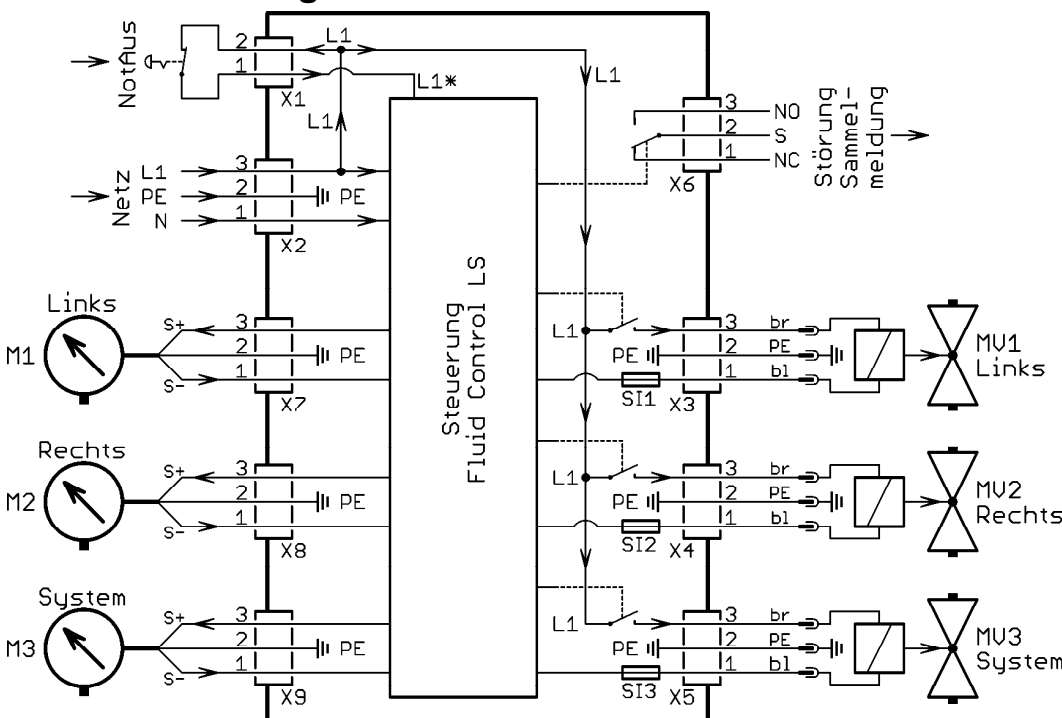 g
NotAus
2
1
X1
L1
L1
L1*
L1
Netz
L1
PE
N
3
2
1
X2
PE
Steuerung
Fluid Control LS
3
2
1
X6
NO
S
NC
Störung
Sammel-
meldung
Links
M1
S+
S-
3
2
1
X7
PE
L1
PE
SI1
3
2
1
X3
br
PE
bl
MV1
Links
Rechts
M2
S+
S-
3
2
1
X8
PE
L1
PE
SI2
3
2
1
X4
br
PE
bl
MV2
Rechts
System
M3
S+
S-
3
2
1
X9
PE
L1
PE
SI3
3
2
1
X5
br
PE
bl
MV3
System